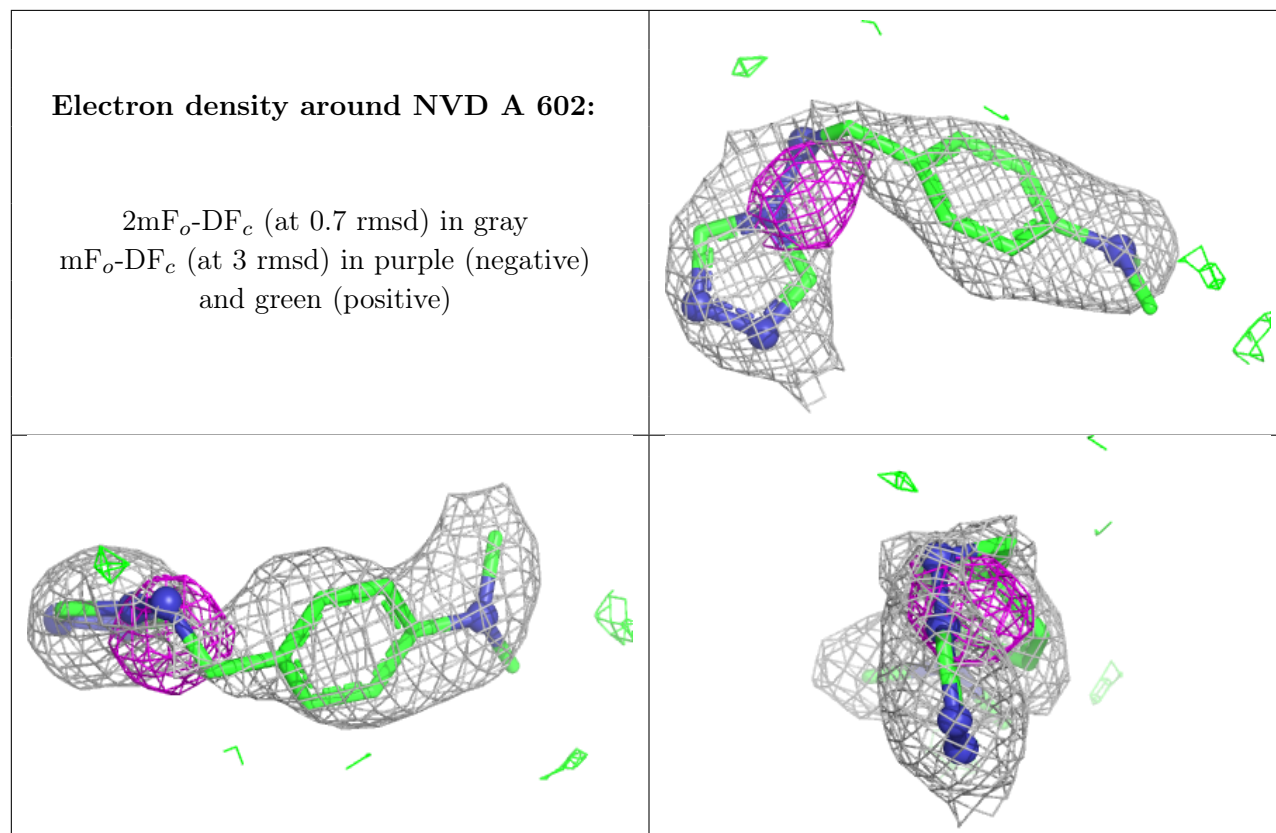 Electron density around NVD A 602:
2mFo-DFc (at 0.7 rmsd) in gray
mFo-DFc (at 3 rmsd) in purple (negative)
and green (positive)